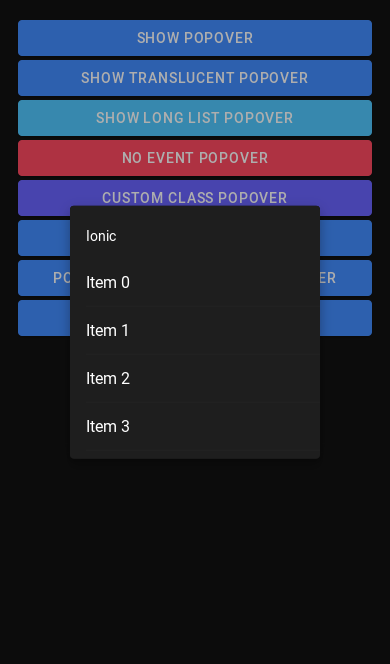 SHOW POPOVER
SHOW TRANSLUCENT POPOVER
SHOW LONG LIST POPOVER
NO EVENT POPOVER
CUSTOM CLASS POPOVER
Ionic
Item 0
Item 1
Item 2
Item 3